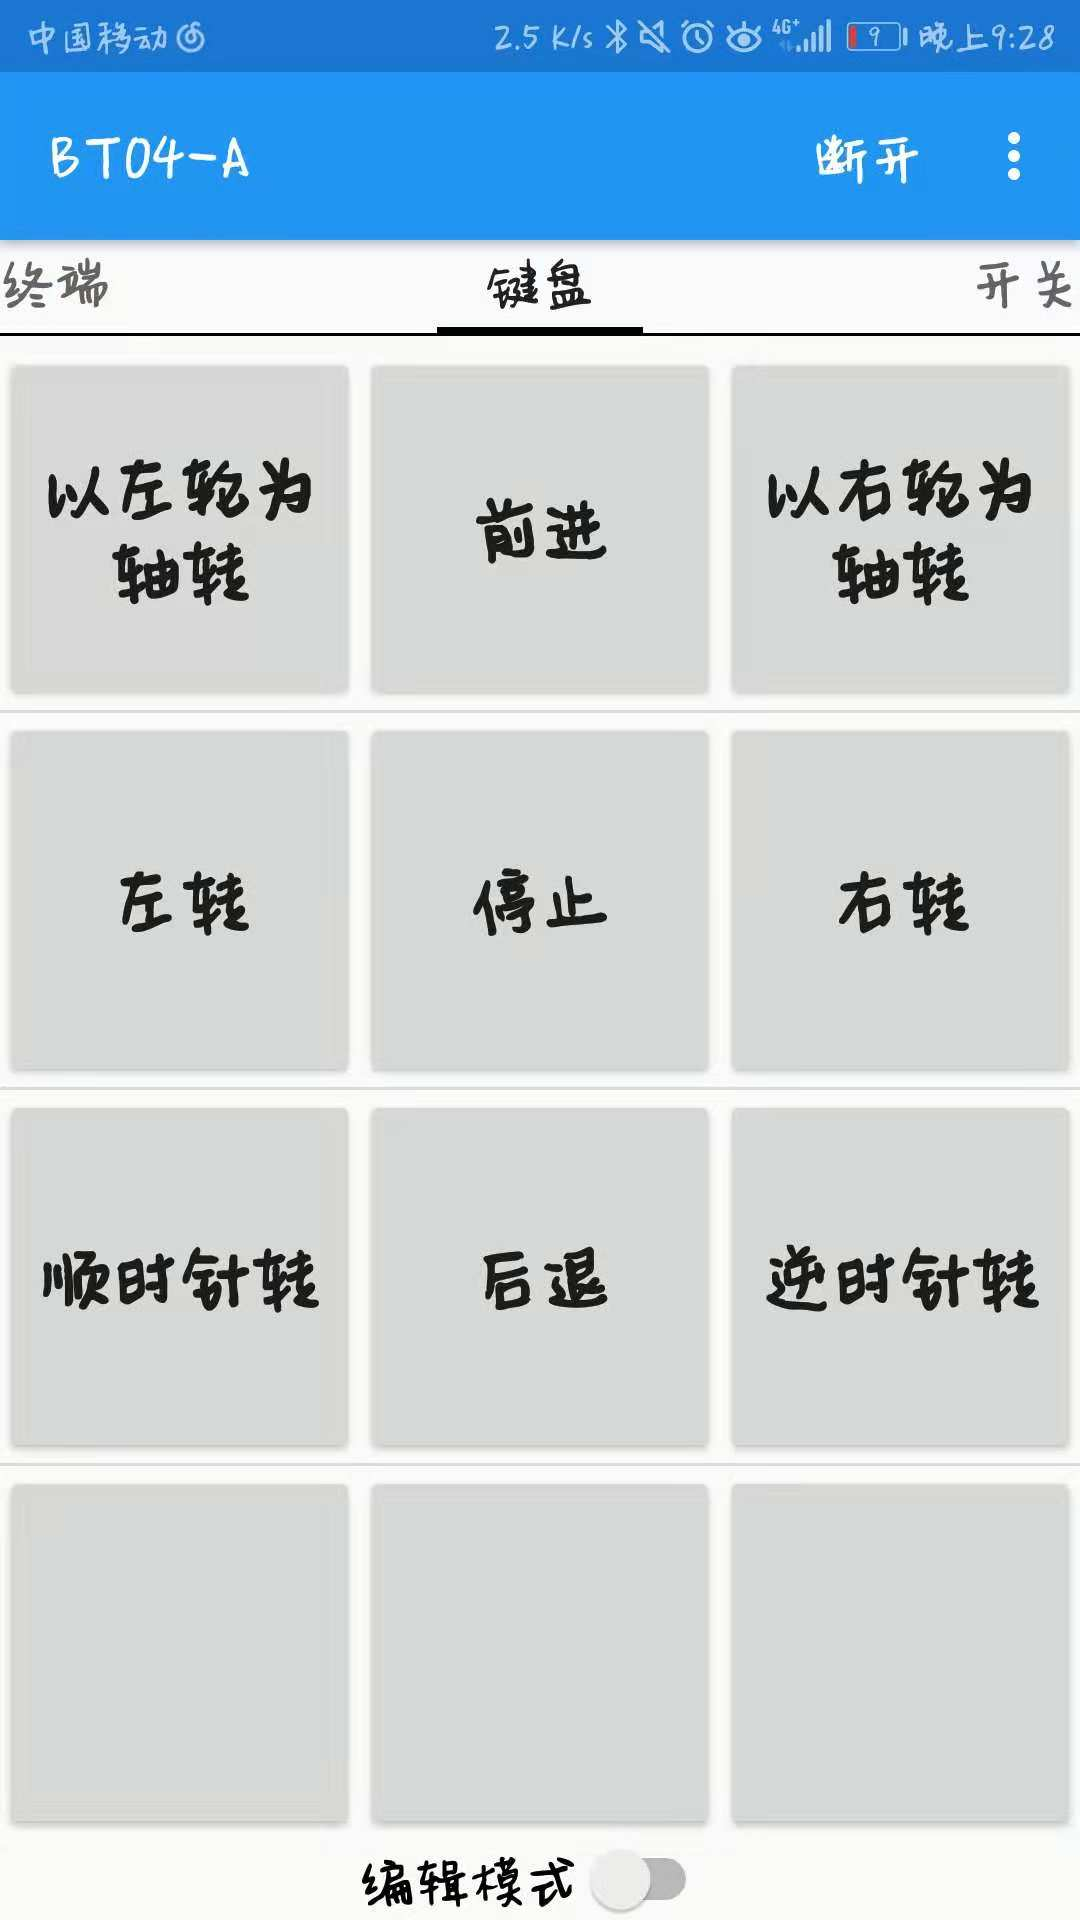 中国移动 2.5 K/s 4G+ 9 晚上9:28
BT04-A 断开
终端 键盘 开关
以左轮为
轴转
前进
以右轮为
轴转
左转 停止 右转
顺时针转 后退 逆时针转
编辑模式